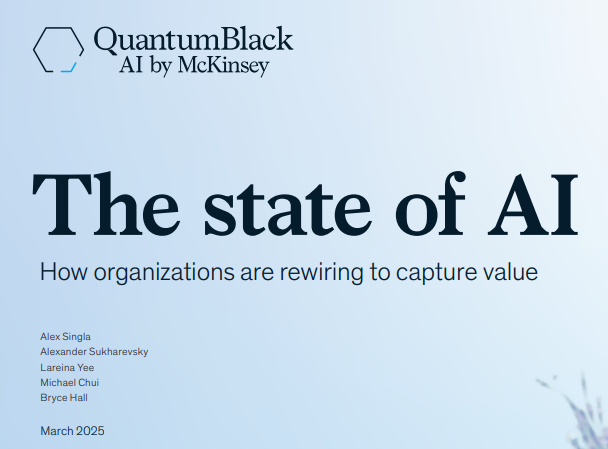 QuantumBlack
AI by McKinsey
The state of AI
How organizations are rewiring to capture value
Alex Singla
Alexander Sukharevsky
Lareina Yee
Michael Chui
Bryce Hall
March 2025